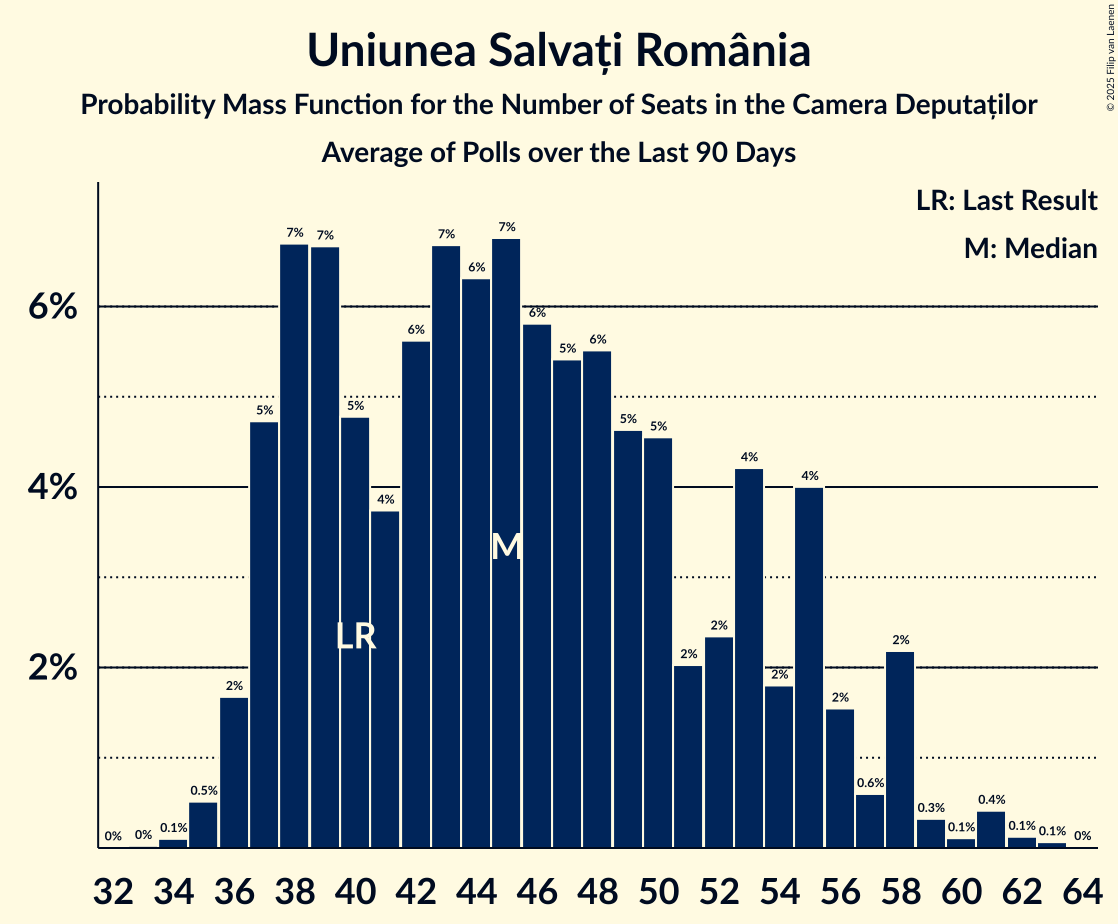 Uniunea Salvați România
Probability Mass Function for the Number of Seats in the Camera Deputaților
Average of Polls over the Last 90 Days
© 2025 Filip van Laenen
LR: Last Result
M: Median
6%
4%
2%
0% 0% 0.1% 0.5% 2% 5% 7% 7% 5% 4% 6% 7% 6% 7% 6% 5% 6% 5% 5% 2% 2% 4% 2% 4% 2% 0.6% 2% 0.3% 0.1% 0.4% 0.1% 0.1% 0%
M
LR
32 34 36 38 40 42 44 46 48 50 52 54 56 58 60 62 64